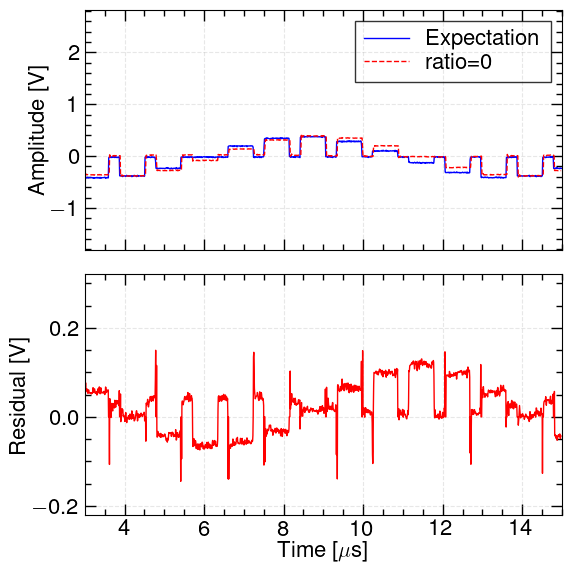 Expectation
ratio=0
Amplitude [V]
2
1
0
−1
Residual [V]
0.2
0.0
−0.2
4
6
8
10
12
14
Time [μs]